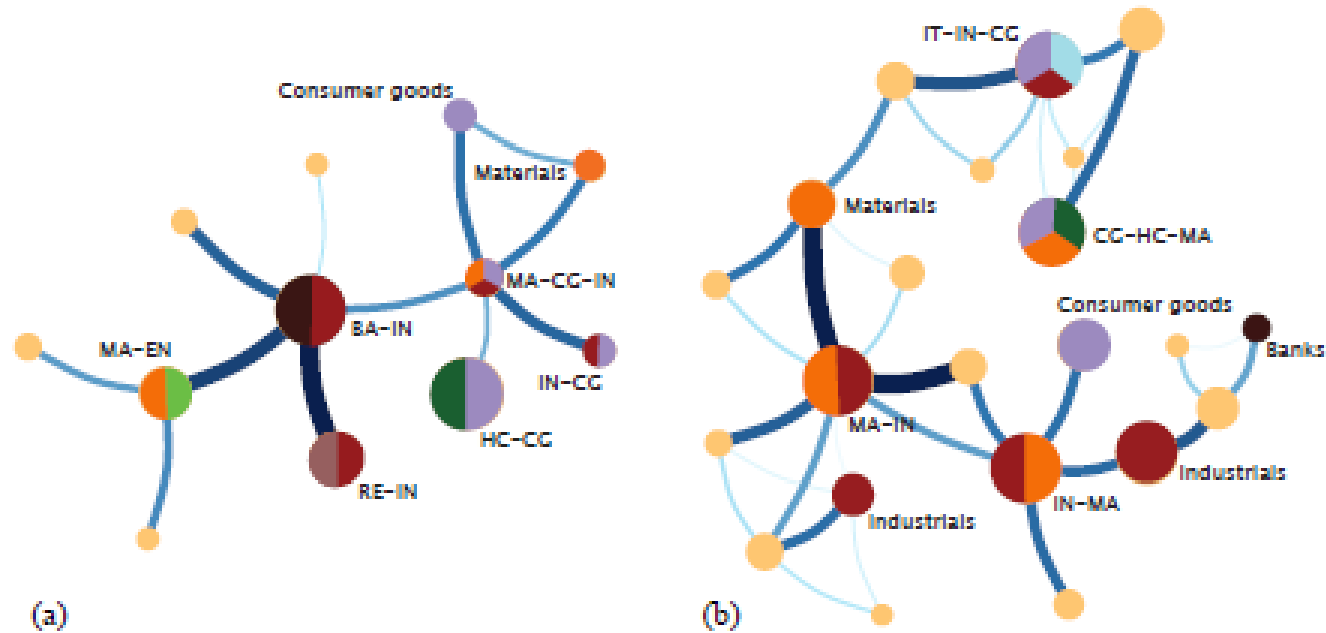 Consumer goods
Materials
MA-CG-IN
BA-IN
MA-EN
IN-CG
HC-CG
RE-IN
(a)
IT-IN-CG
Materials
CG-HC-MA
Consumer goods
Banks
MA-IN
Industrials
IN-MA
Industrials
(b)